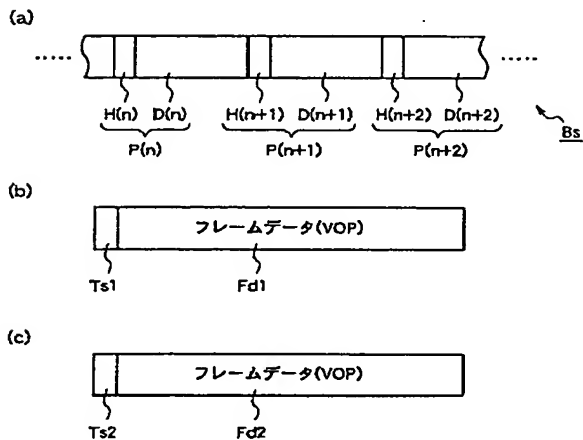 (a)
..... .....
H(n) D(n) H(n+1) D(n+1) H(n+2) D(n+2)
P(n) P(n+1) P(n+2)
Bs
(b)
フレームデータ(VOP)
Ts1 Fd1
(c)
フレームデータ(VOP)
Ts2 Fd2